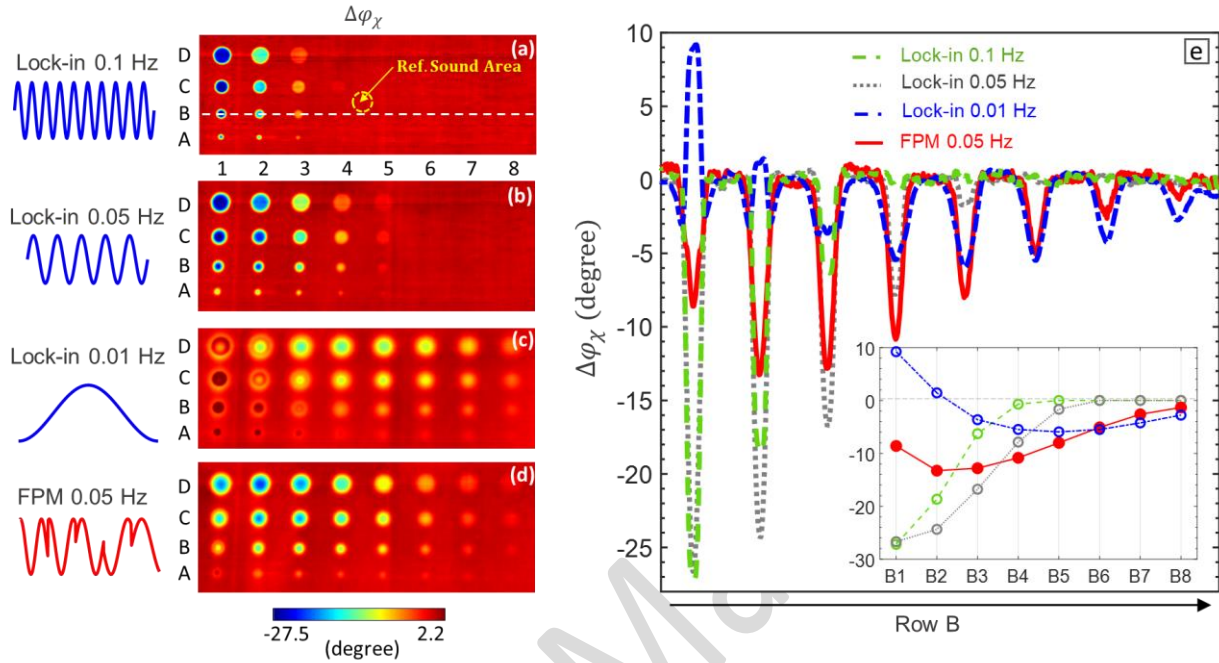 Δφχ
Lock-in 0.1 Hz
D
C
B
A
(a)
Ref. Sound Area
1 2 3 4 5 6 7 8
Lock-in 0.05 Hz
D
C
B
A
(b)
Lock-in 0.01 Hz
D
C
B
A
(c)
FPM 0.05 Hz
D
C
B
A
(d)
-27.5 2.2
(degree)
e
Δφχ (degree)
10
5
0
-5
-10
-15
-20
-25
Lock-in 0.1 Hz
Lock-in 0.05 Hz
Lock-in 0.01 Hz
FPM 0.05 Hz
10
0
-10
-20
-30
B1 B2 B3 B4 B5 B6 B7 B8
Row B